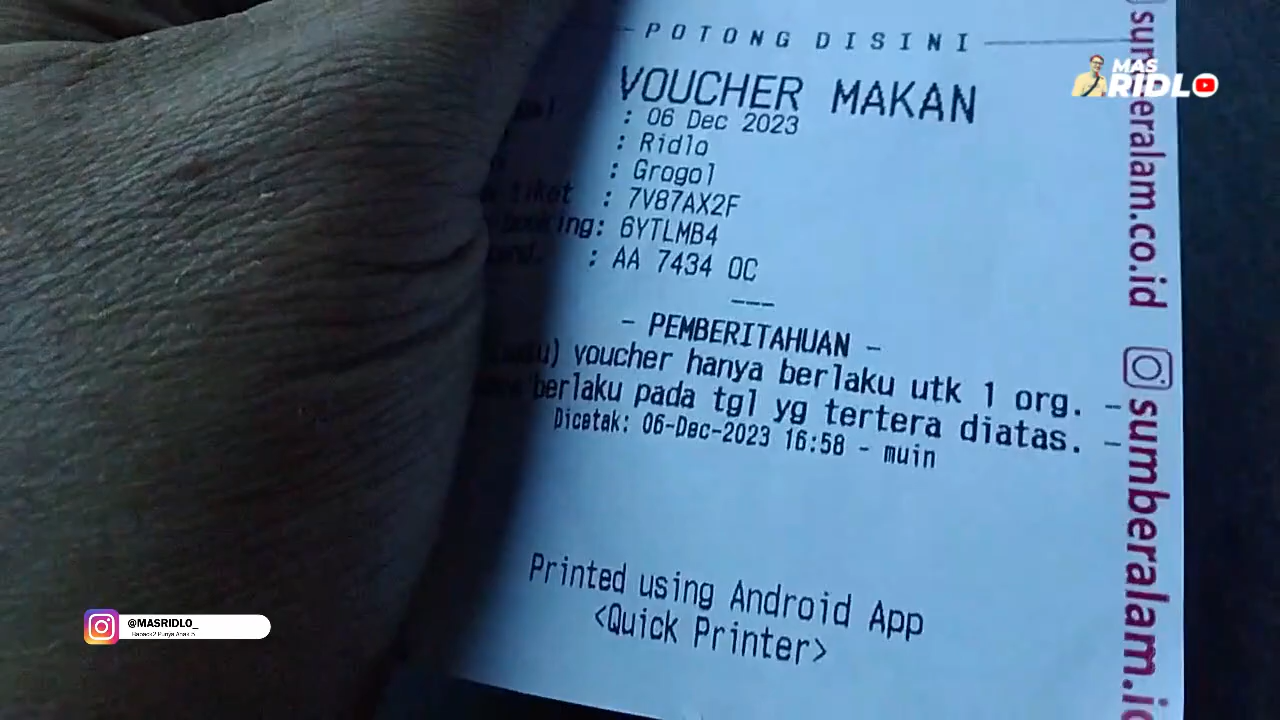 POTONG DISINI
VOUCHER MAKAN
: 06 Dec 2023
: Ridlo
: Grogol
tiket : 7V87AX2F
: 6YTLMB4
: AA 7434 OC
---
- PEMBERITAHUAN -
voucher hanya berlaku utk 1 org. -
berlaku pada tgl yg tertera diatas. -
Dicetak: 06-Dec-2023 16:58 - muin
Printed using Android App
<Quick Printer>
sumberalam.co.id
sumberalam.id
MAS
RIDLO
@MASRIDLO_